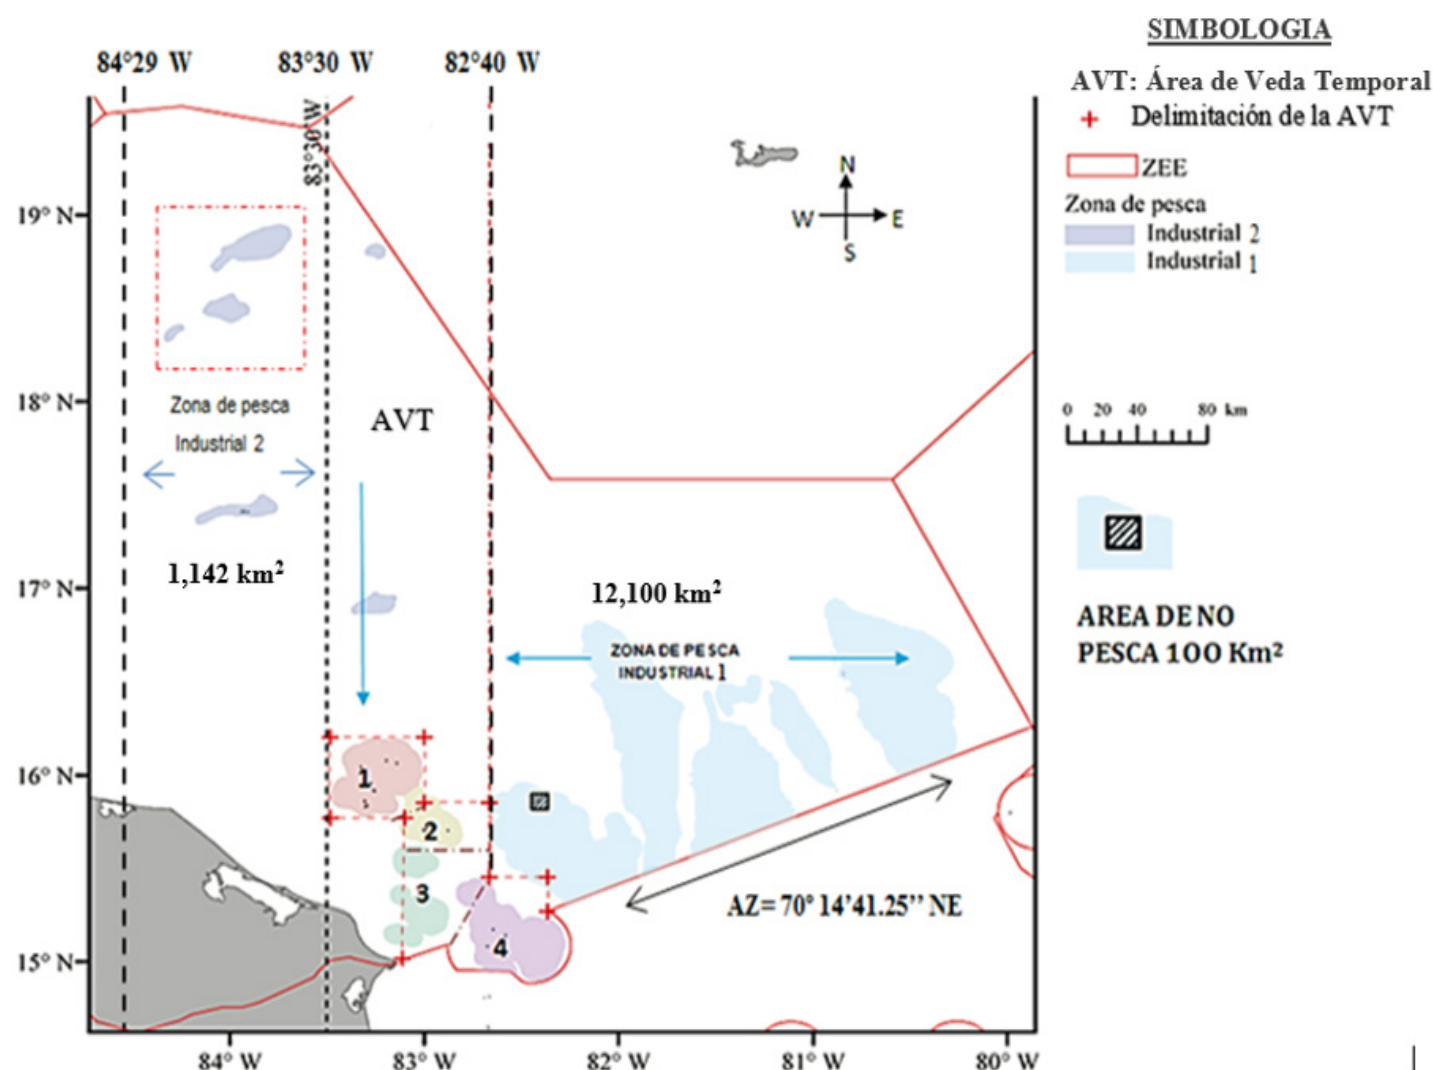 SIMBOLOGIA
84°29 W
83°30 W
82°40 W
AVT: Área de Veda Temporal
Delimitación de la AVT
83°30'W
ZEE
Zona de pesca
Industrial 2
Industrial 1
N
W
E
S
19° N
18° N
17° N
16° N
15° N
Zona de pesca
Industrial 2
AVT
0 20 40 80 km
1,142 km²
12,100 km²
ZONA DE PESCA
INDUSTRIAL 1
AREA DE NO
PESCA 100 Km²
1
2
3
4
AZ= 70° 14’41.25’’ NE
84° W
83° W
82° W
81° W
80° W